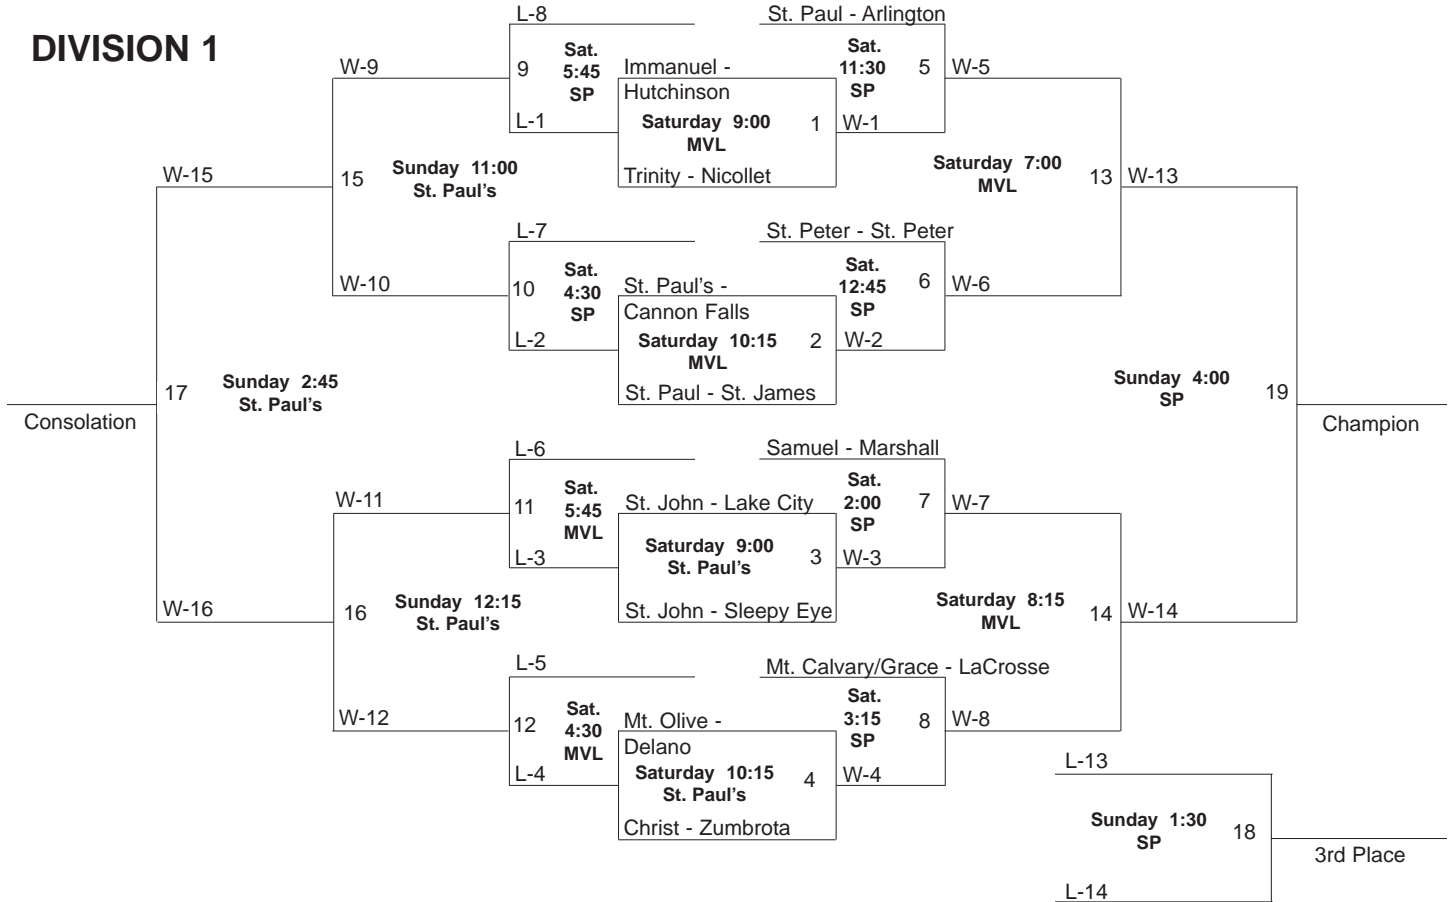 DIVISION 1
L-8
St. Paul - Arlington
W-9
9
Sat.
5:45
SP
Immanuel -
Hutchinson
Sat.
11:30
SP
5
W-5
L-1
Saturday 9:00
MVL
1
W-1
Trinity - Nicollet
W-15
15
Sunday 11:00
St. Paul's
Saturday 7:00
MVL
13
W-13
L-7
St. Peter - St. Peter
W-10
10
Sat.
4:30
SP
St. Paul's -
Cannon Falls
Sat.
12:45
SP
6
W-6
L-2
Saturday 10:15
MVL
2
W-2
St. Paul - St. James
17
Sunday 2:45
St. Paul's
Consolation
Sunday 4:00
SP
19
Champion
L-6
Samuel - Marshall
W-11
11
Sat.
5:45
MVL
St. John - Lake City
Sat.
2:00
SP
7
W-7
L-3
Saturday 9:00
St. Paul's
3
W-3
St. John - Sleepy Eye
W-16
16
Sunday 12:15
St. Paul's
Saturday 8:15
MVL
14
W-14
L-5
Mt. Calvary/Grace - LaCrosse
W-12
12
Sat.
4:30
MVL
Mt. Olive -
Delano
Sat.
3:15
SP
8
W-8
L-4
Saturday 10:15
St. Paul's
4
W-4
Christ - Zumbrota
L-13
Sunday 1:30
SP
18
3rd Place
L-14